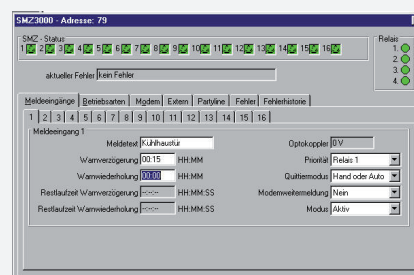 SMZ3000 - Adresse: 79
SMZ - Status
1 2 3 4 5 6 7 8 9 10 11 12 13 14 15 16
Relais
1.
2.
3.
4.
aktueller Fehler kein Fehler
Meldeeingänge Betriebsarten Modem Extern Partyline Fehler Fehlerhistorie
1 2 3 4 5 6 7 8 9 10 11 12 13 14 15 16
Meldeeingang 1
Meldetext Kühlhaustür Optokoppler 0 V
Warnverzögerung 00:15 HH:MM Priorität Relais 1
Warnwiederholung 00:00 HH:MM Quittiermodus Hand oder Auto
Restlaufzeit Warnverzögerung --:--:-- HH:MM:SS Modemweitermeldung Nein
Restlaufzeit Warnwiederholung --:--:-- HH:MM:SS Modus Aktiv